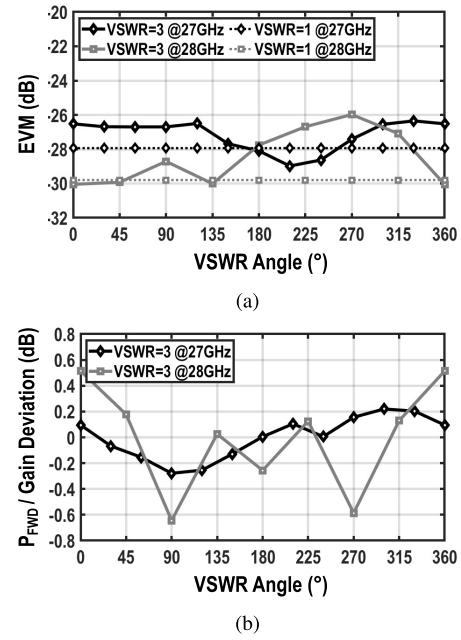 -20
VSWR=3 @27GHz VSWR=1 @27GHz
VSWR=3 @28GHz VSWR=1 @28GHz
-22
-24
-26
-28
-30
-32
EVM (dB)
0 45 90 135 180 225 270 315 360
VSWR Angle (°)
(a)
0.8
VSWR=3 @27GHz
VSWR=3 @28GHz
0.6
0.4
0.2
0
-0.2
-0.4
-0.6
-0.8
PFWD / Gain Deviation (dB)
0 45 90 135 180 225 270 315 360
VSWR Angle (°)
(b)